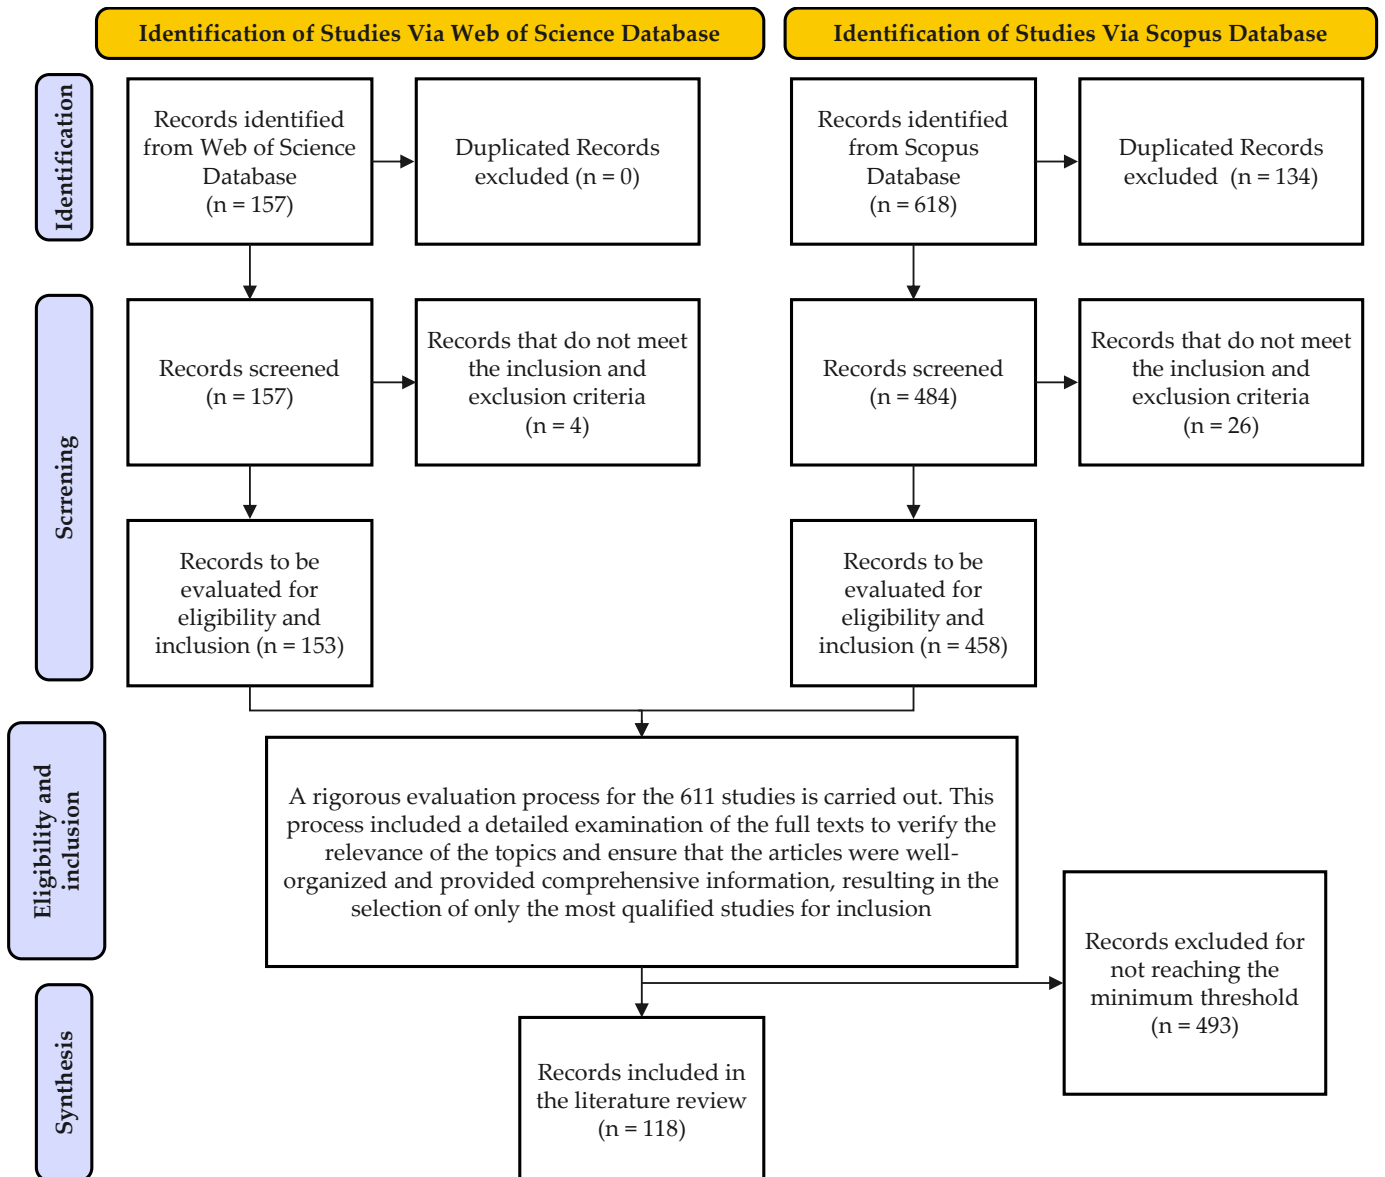 Identification of Studies Via Web of Science Database
Identification of Studies Via Scopus Database
Identification
Records identified
from Web of Science
Database
(n = 157)
Duplicated Records
excluded (n = 0)
Records identified
from Scopus
Database
(n = 618)
Duplicated Records
excluded (n = 134)
Scrrening
Records screened
(n = 157)
Records that do not meet
the inclusion and
exclusion criteria
(n = 4)
Records screened
(n = 484)
Records that do not meet
the inclusion and
exclusion criteria
(n = 26)
Records to be
evaluated for
eligibility and
inclusion (n = 153)
Records to be
evaluated for
eligibility and
inclusion (n = 458)
Eligibility and
inclusion
A rigorous evaluation process for the 611 studies is carried out. This
process included a detailed examination of the full texts to verify the
relevance of the topics and ensure that the articles were well-
organized and provided comprehensive information, resulting in the
selection of only the most qualified studies for inclusion
Records excluded for
not reaching the
minimum threshold
(n = 493)
Synthesis
Records included in
the literature review
(n = 118)